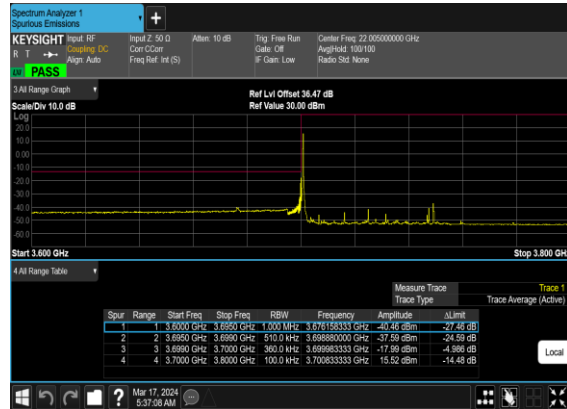 Spectrum Analyzer 1
Spurious Emissions
+
KEYSIGHT Input: RF Input Z: 50 Ω Atten: 10 dB Trig: Free Run Center Freq: 22.005000000 GHz
R T Coupling: DC Corr CCorr Gate: Off Avg|Hold: 100/100
Align: Auto Freq Ref: Int (S) IF Gain: Low Radio Std: None
PASS
3 All Range Graph
Ref Lvl Offset 36.47 dB
Scale/Div 10.0 dB Ref Value 30.00 dBm
Log
20.0
10.0
0.00
-10.0
-20.0
-30.0
-40.0
-50.0
-60.0
Start 3.600 GHz Stop 3.800 GHz
4 All Range Table
Measure Trace Trace 1
Trace Type Trace Average (Active)
Spur Range Start Freq Stop Freq RBW Frequency Amplitude ΔLimit
1 1 3.6000 GHz 3.6950 GHz 1.000 MHz 3.676158333 GHz -40.46 dBm -27.46 dB
2 2 3.6950 GHz 3.6990 GHz 510.0 kHz 3.698880000 GHz -37.59 dBm -24.59 dB
3 3 3.6990 GHz 3.7000 GHz 360.0 kHz 3.699983333 GHz -17.99 dBm -4.986 dB
4 4 3.7000 GHz 3.8000 GHz 100.0 kHz 3.700833333 GHz 15.52 dBm -14.48 dB
Local
? Mar 17, 2024
5:37:08 AM